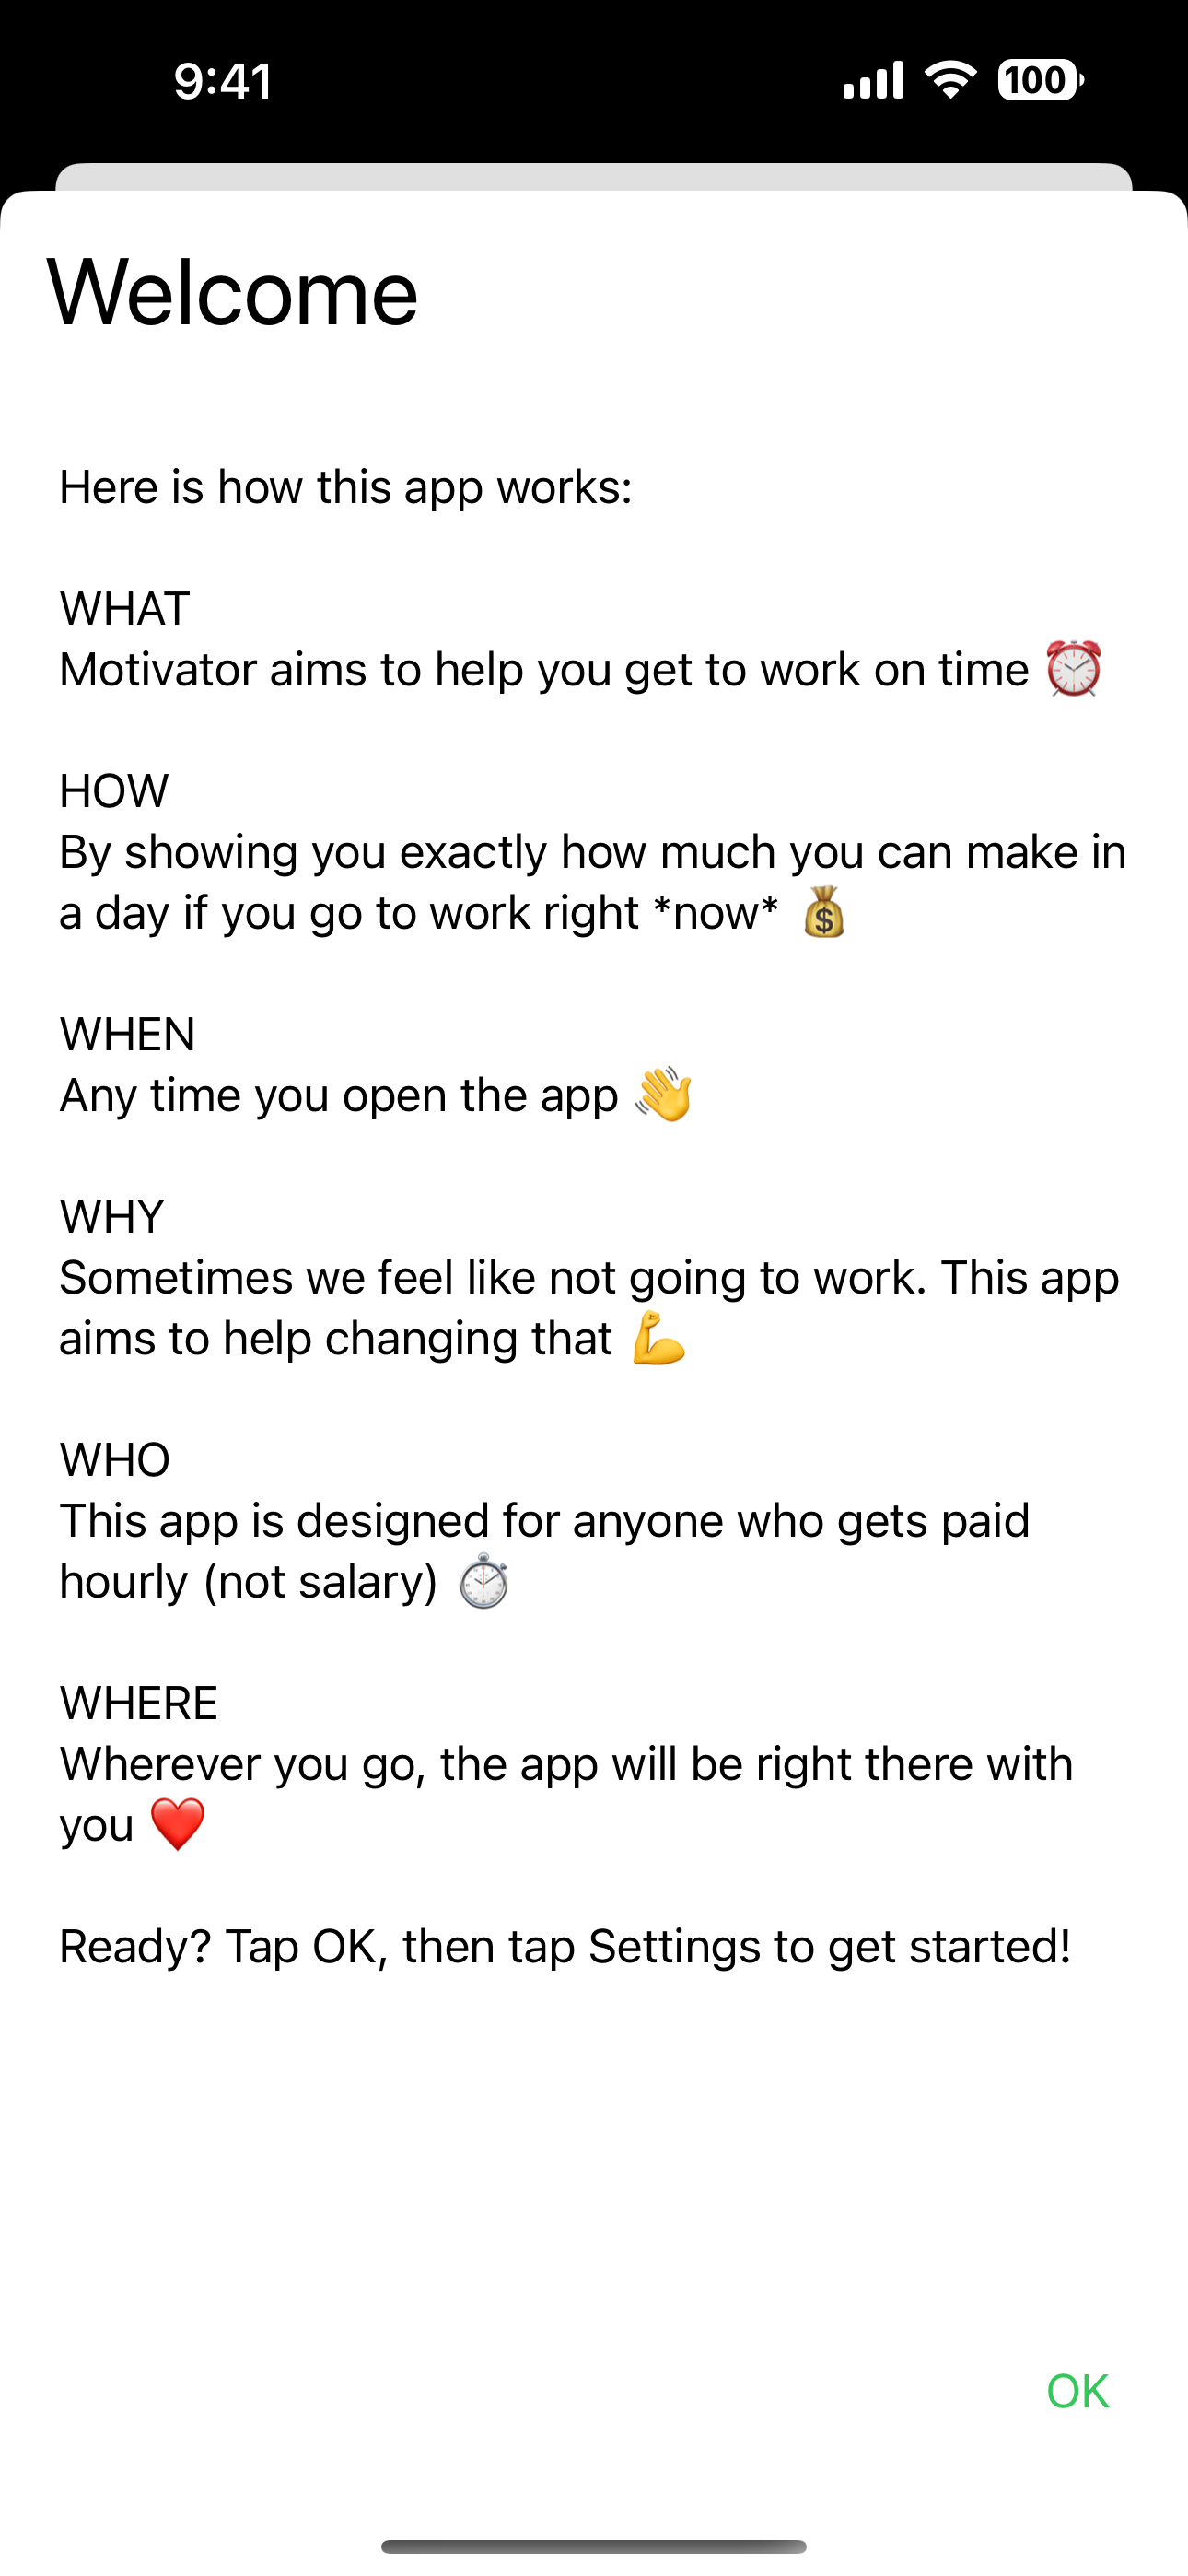 9:41
100
Welcome
Here is how this app works:
WHAT
Motivator aims to help you get to work on time ⏰
HOW
By showing you exactly how much you can make in
a day if you go to work right *now* 💰
WHEN
Any time you open the app 👋
WHY
Sometimes we feel like not going to work. This app
aims to help changing that 💪
WHO
This app is designed for anyone who gets paid
hourly (not salary) ⏱️
WHERE
Wherever you go, the app will be right there with
you ❤️
Ready? Tap OK, then tap Settings to get started!
OK